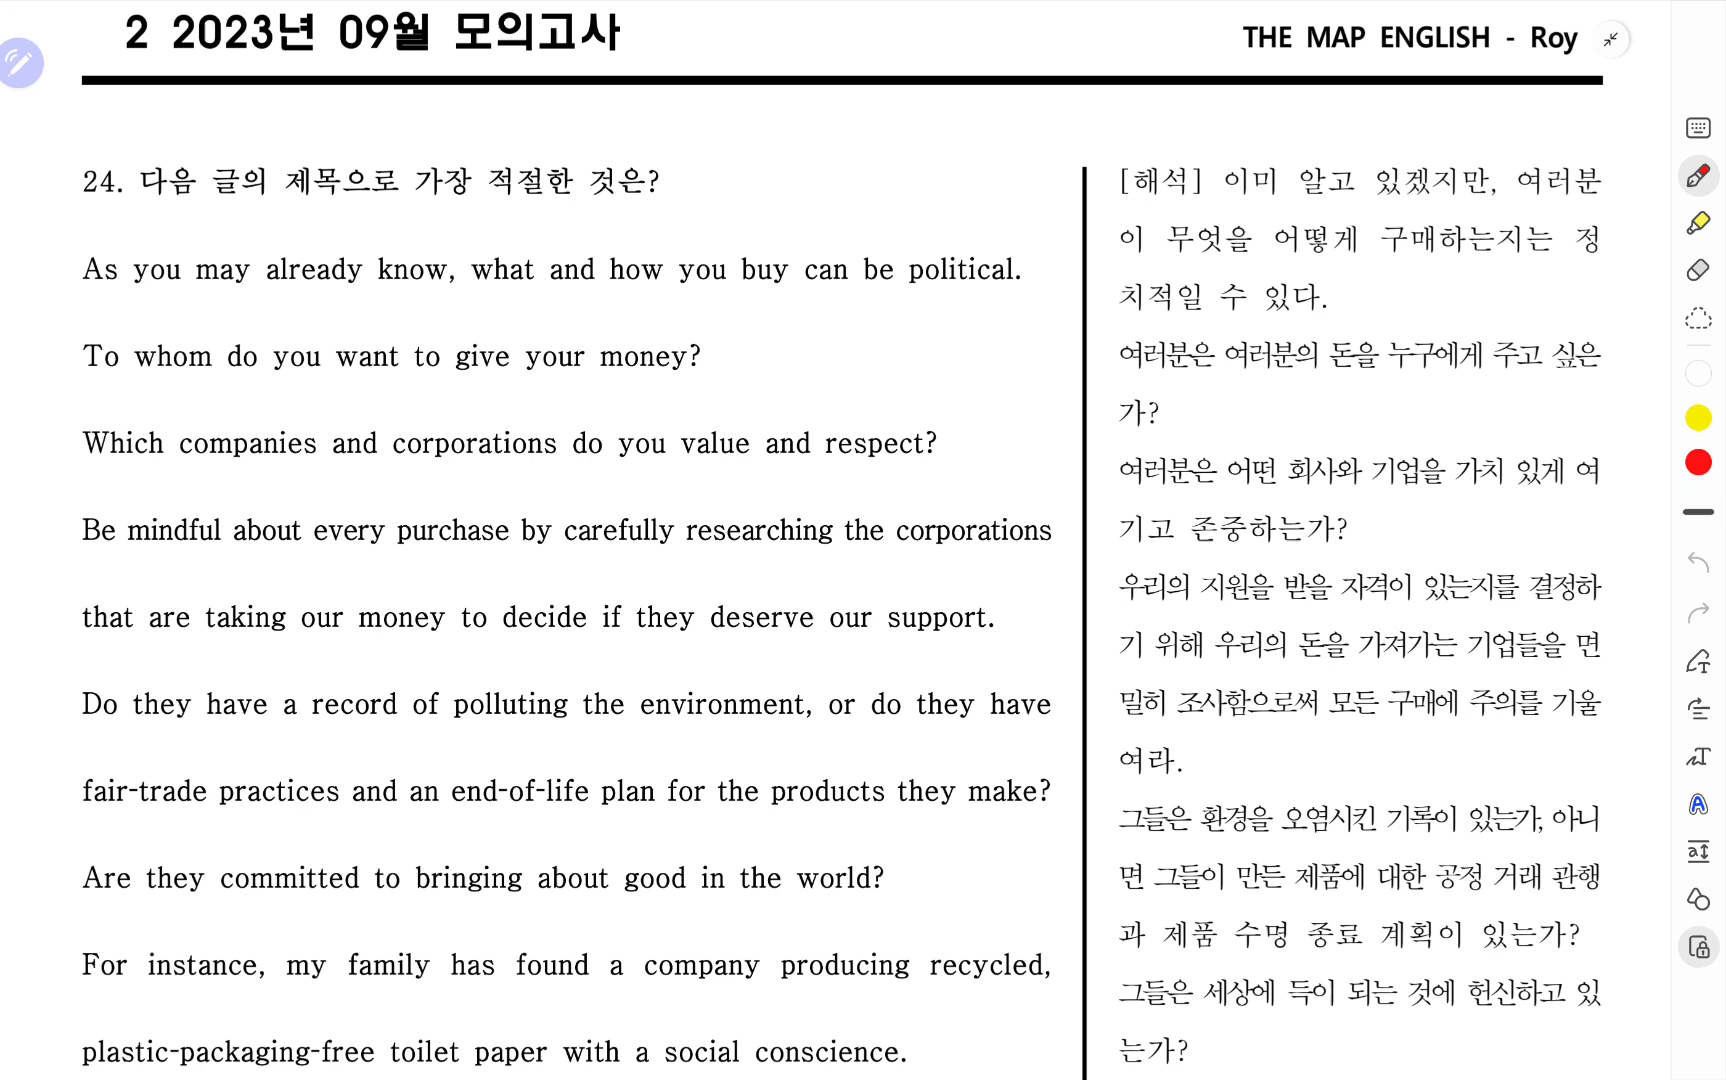 2 2023년 09월 모의고사
THE MAP ENGLISH - Roy
24. 다음 글의 제목으로 가장 적절한 것은?
As you may already know, what and how you buy can be political.
To whom do you want to give your money?
Which companies and corporations do you value and respect?
Be mindful about every purchase by carefully researching the corporations
that are taking our money to decide if they deserve our support.
Do they have a record of polluting the environment, or do they have
fair-trade practices and an end-of-life plan for the products they make?
Are they committed to bringing about good in the world?
For instance, my family has found a company producing recycled,
plastic-packaging-free toilet paper with a social conscience.
[해석] 이미 알고 있겠지만, 여러분
이 무엇을 어떻게 구매하는지는 정
치적일 수 있다.
여러분은 여러분의 돈을 누구에게 주고 싶은
가?
여러분은 어떤 회사와 기업을 가치 있게 여
기고 존중하는가?
우리의 지원을 받을 자격이 있는지를 결정하
기 위해 우리의 돈을 가져가는 기업들을 면
밀히 조사함으로써 모든 구매에 주의를 기울
여라.
그들은 환경을 오염시킨 기록이 있는가, 아니
면 그들이 만든 제품에 대한 공정 거래 관행
과 제품 수명 종료 계획이 있는가?
그들은 세상에 득이 되는 것에 헌신하고 있
는가?